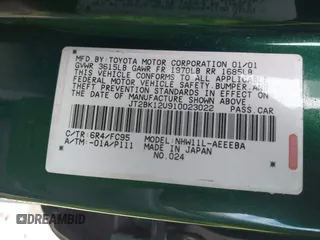 MFD. BY: TOYOTA MOTOR CORPORATION 01/01
GVWR 3615LB GAWR FR 1970LB RR 1685LB
THIS VEHICLE CONFORMS TO ALL APPLICABLE
FEDERAL MOTOR VEHICLE SAFETY,
BUMPER, AND THEFT PREVENTION
STANDARDS IN EFFECT ON THE
DATE OF MANUFACTURE SHOWN ABOVE.
JT2BK12U910023022 PASS.CAR
C/TR: 6R4/FC95 MODEL: NHW11L-AEEEBA
A/TM: -01A/P111 MADE IN JAPAN
NO.024
AUTOBIDMASTER